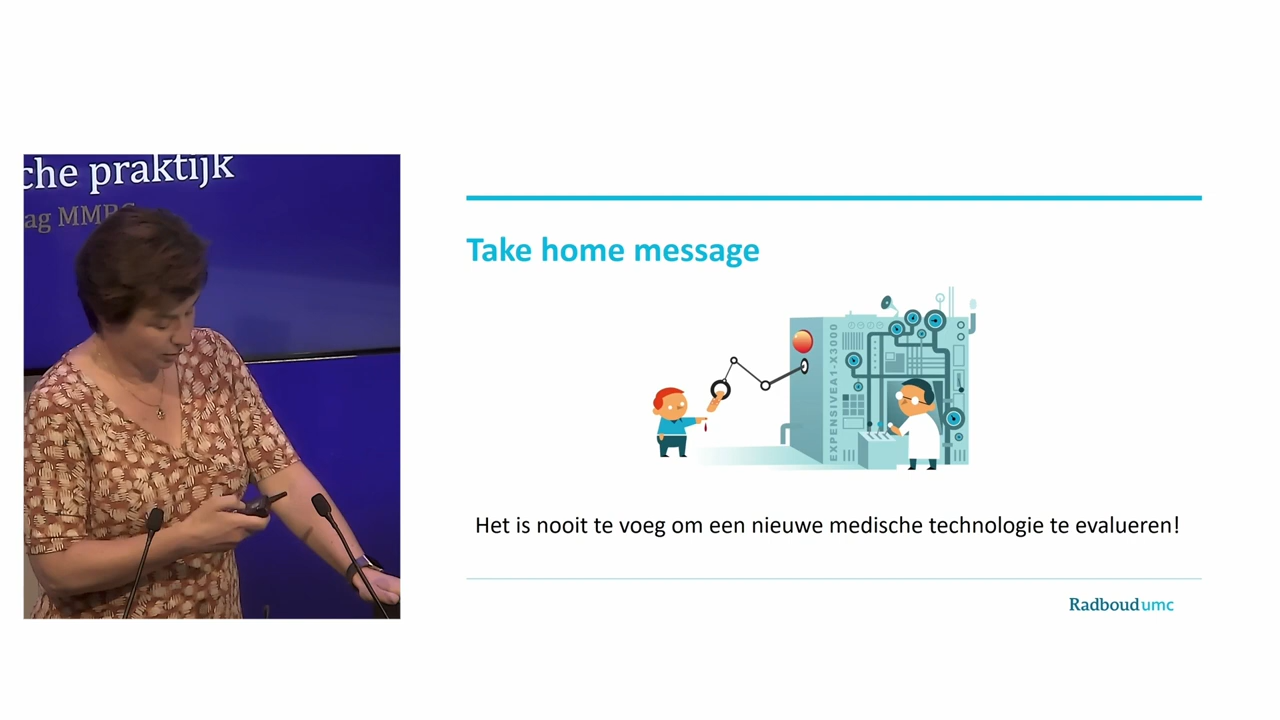 che praktijk
ag MMBG
Take home message
EXPENSIVEA1-X3000
Het is nooit te voeg om een nieuwe medische technologie te evalueren!
Radboudumc